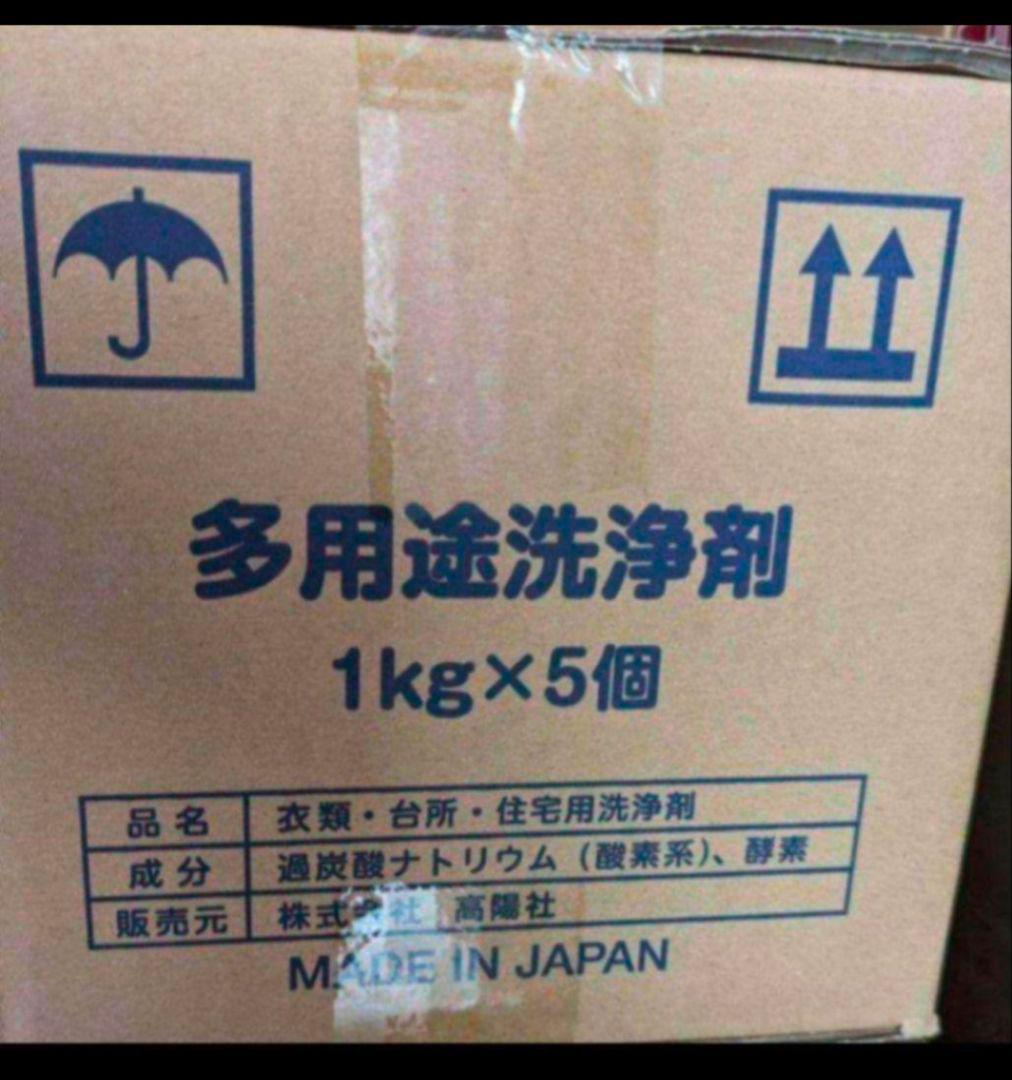 多用途洗浄剤
1kg×5個
品名 衣類・台所・住宅用洗浄剤
成分 過炭酸ナトリウム（酸素系）、酵素
販売元 株式会社 高陽社
MADE IN JAPAN